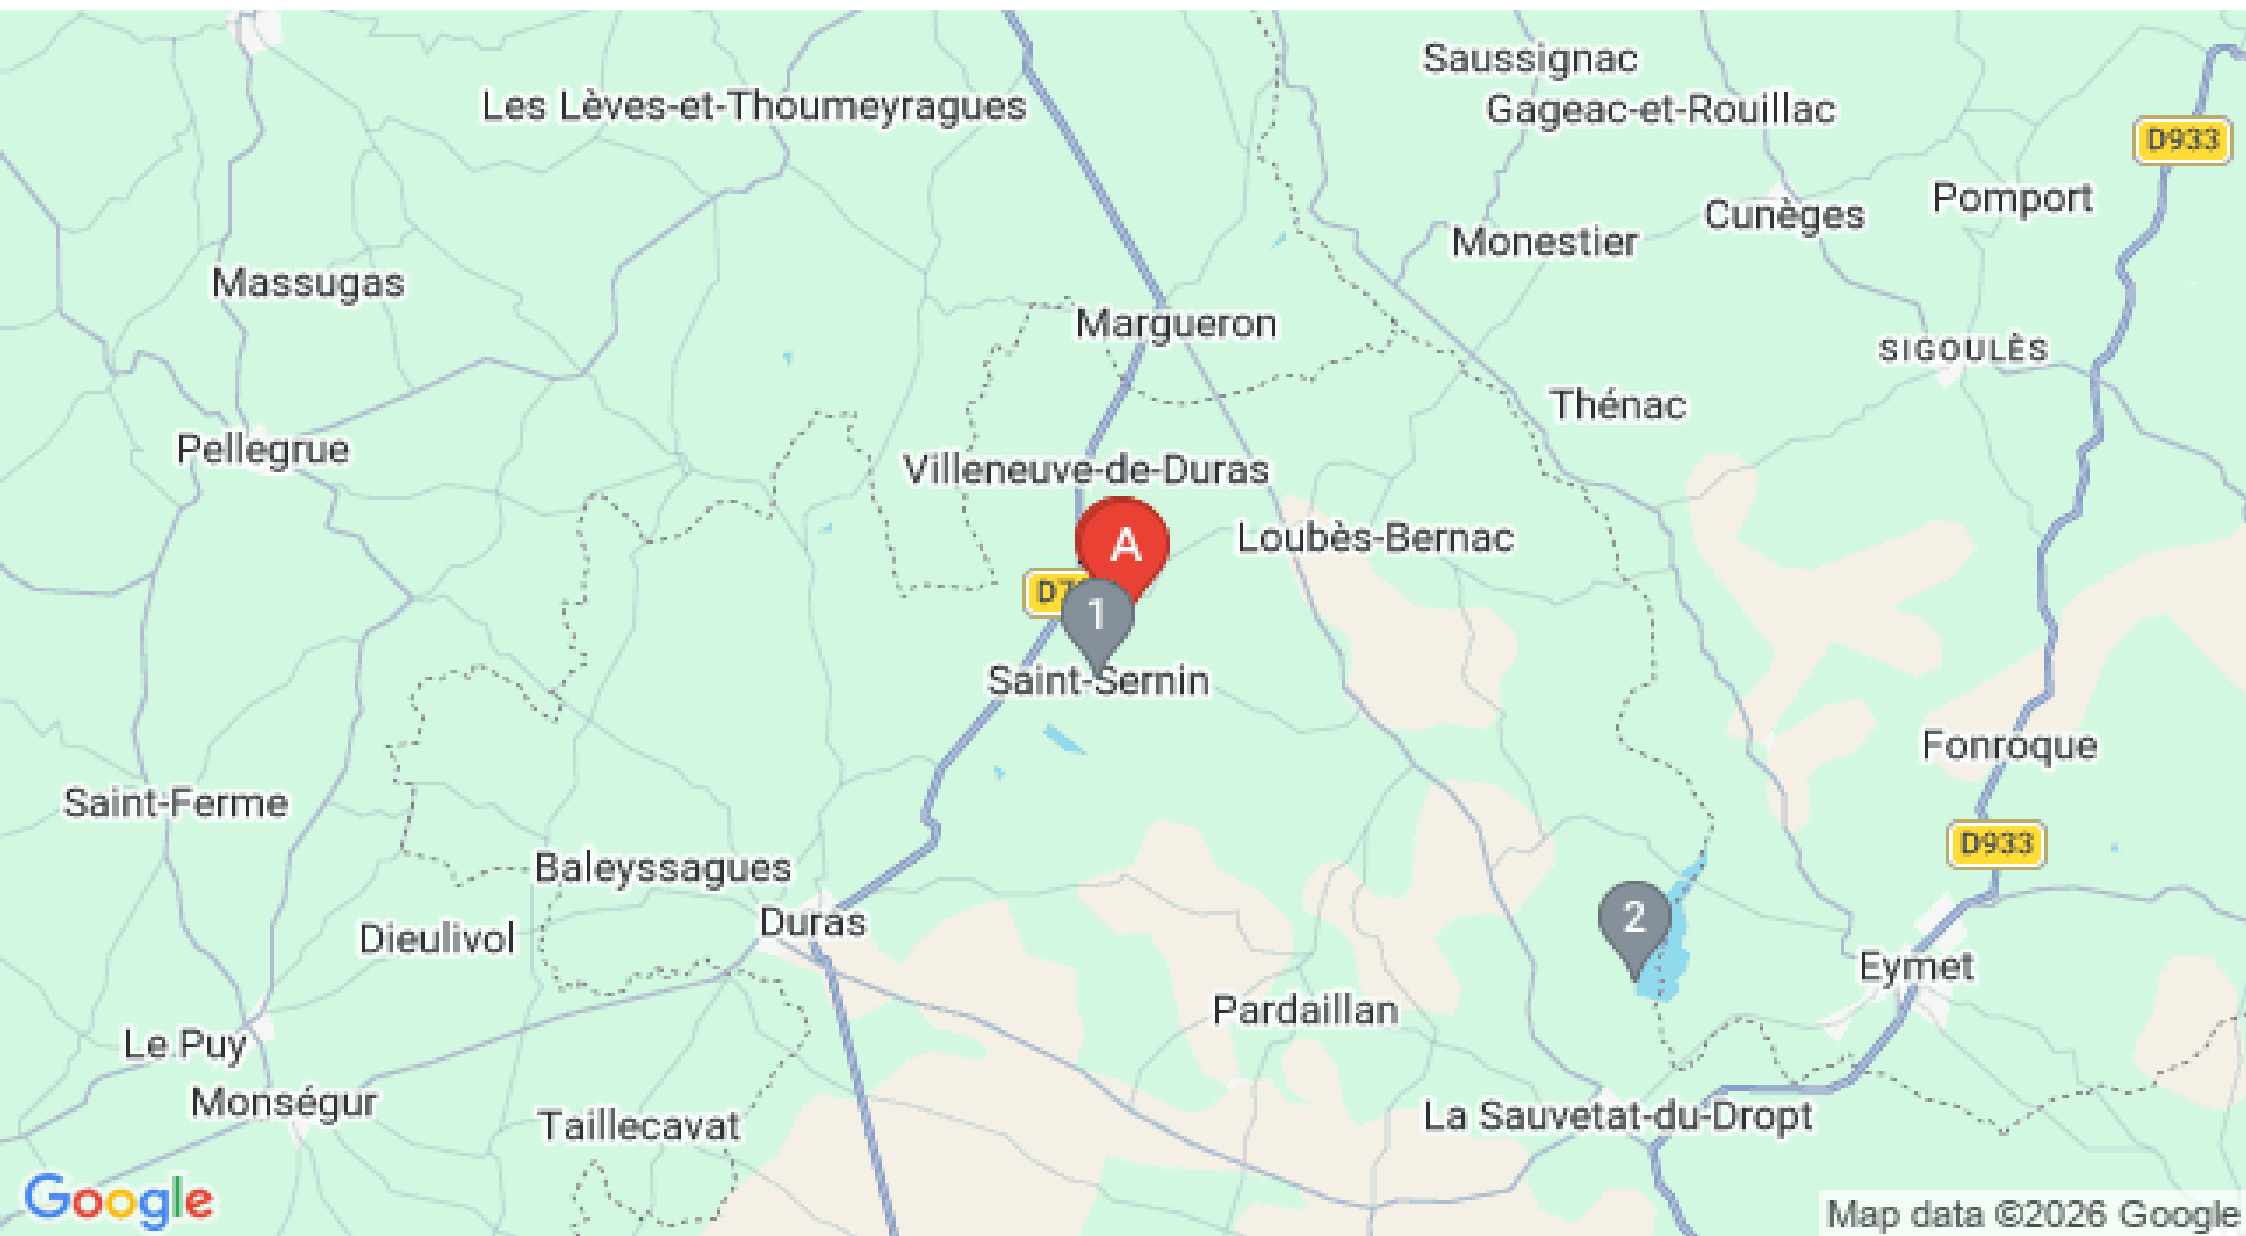 Saussignac
Les Lèves-et-Thoumeyragues
Gageac-et-Rouillac
D933
Pomport
Cunèges
Monestier
Massugas
Margueron
SIGOULÈS
Thénac
Pellegrue
Villeneuve-de-Duras
A
Loubès-Bernac
1
Saint-Sernin
Fonroque
Saint-Ferme
D933
Baleyssagues
Duras
2
Dieulivol
Eymet
Pardaillan
Le Puy
Monségur
La Sauvetat-du-Dropt
Taillecavat
Google
Map data ©2026 Google